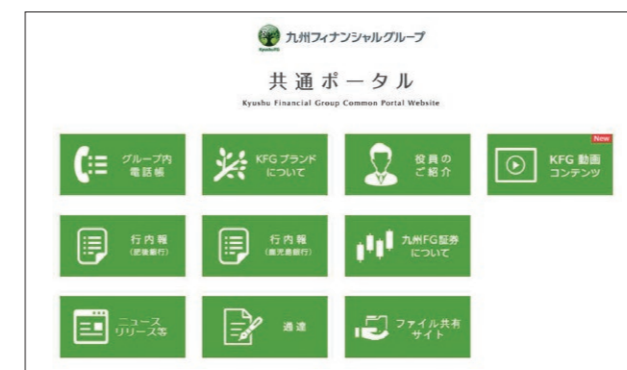 九州フィナンシャルグループ
共通ポータル
Kyushu Financial Group Common Portal Website
グループ内
電話帳
KFG ブランド
について
役員の
ご紹介
New
KFG 動画
コンテンツ
行内報
(肥後銀行)
行内報
(鹿児島銀行)
九州FG証券
について
ニュース
リリース等
通達
ファイル共有
サイト